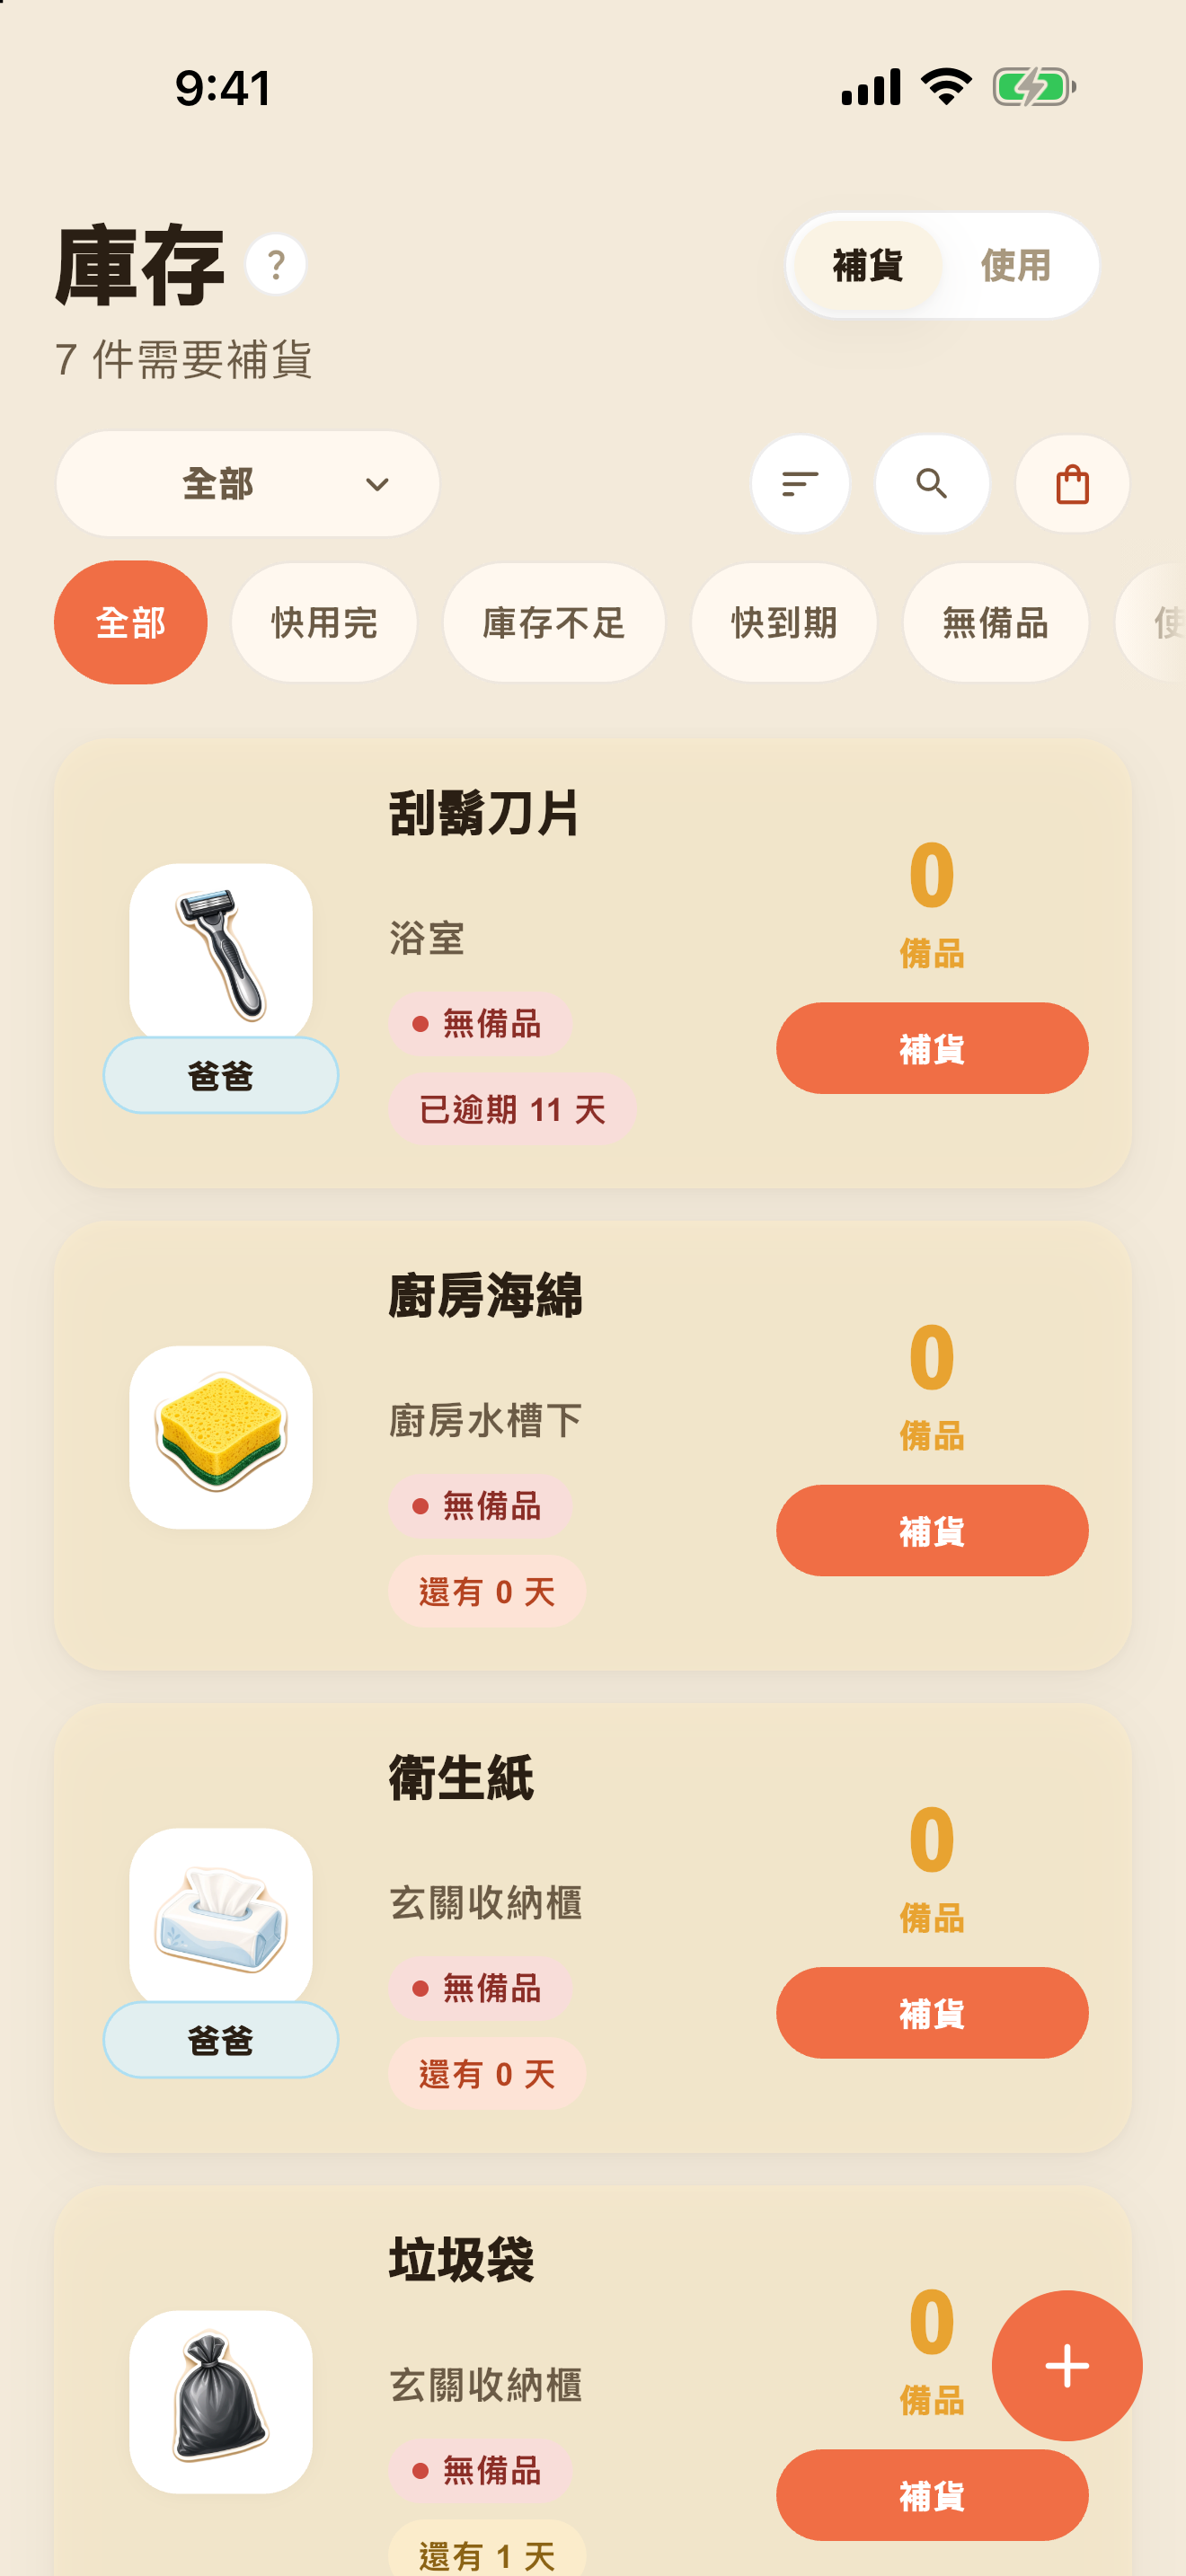 9:41
庫存 ?
補貨 使用
7 件需要補貨
全部
全部 快用完 庫存不足 快到期 無備品
刮鬍刀片
浴室
無備品
已逾期 11 天
爸爸
0
備品
補貨
廚房海綿
廚房水槽下
無備品
還有 0 天
0
備品
補貨
衛生紙
玄關收納櫃
無備品
還有 0 天
爸爸
0
備品
補貨
垃圾袋
玄關收納櫃
無備品
還有 1 天
0
備品
補貨